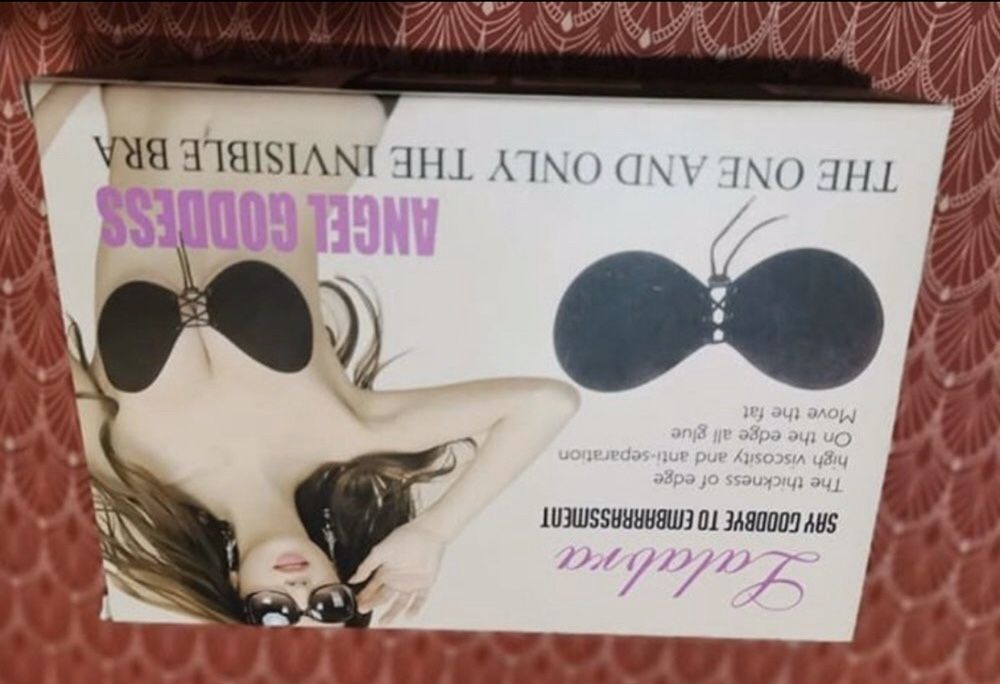 Lalabra
SAY GOODBYE TO EMBARRASSMENT
The thickness of edge
high viscosity and anti-separation
On the edge all glue
Move the fat
ANGEL GODDESS
THE ONE AND ONLY THE INVISIBLE BRA